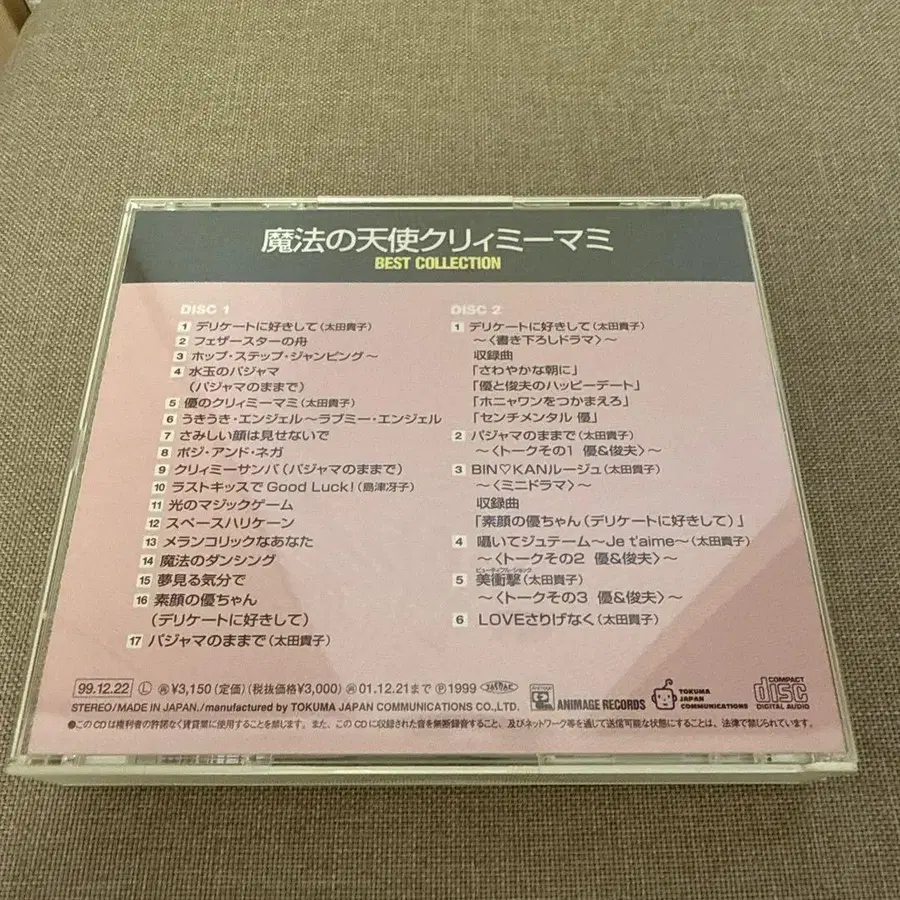 魔法の天使クリィミーマミ
BEST COLLECTION
DISC 1
1 デリケートに好きして(太田貴子)
2 フェザースターの舟
3 ホップ・ステップ・ジャンピング〜
4 水玉のパジャマ
(パジャマのままで)
5 優のクリィミーマミ(太田貴子)
6 うきうき・エンジェル〜ラブミー・エンジェル
7 さみしい顔は見せないで
8 ポジ・アンド・ネガ
9 クリィミーサンバ(パジャマのままで)
10 ラストキッスでGood Luck!(島津冴子)
11 光のマジックゲーム
12 スペースハリケーン
13 メランコリックなあなた
14 魔法のダンシング
15 夢見る気分で
16 素顔の優ちゃん
(デリケートに好きして)
17 パジャマのままで(太田貴子)
DISC 2
1 デリケートに好きして(太田貴子)
〜〈書き下ろしドラマ〉〜
収録曲
「さわやかな朝に」
「優と俊夫のハッピーデート」
「ホニャワンをつかまえろ」
「センチメンタル 優」
2 パジャマのままで(太田貴子)
〜〈トークその1 優&俊夫〉〜
3 BIN♡KANルージュ(太田貴子)
〜〈ミニドラマ〉〜
収録曲
「素顔の優ちゃん(デリケートに好きして)」
4 囁いてジュテーム〜Je t'aime〜(太田貴子)
〜〈トークその2 優&俊夫〉〜
ビューティフル・ショック
5 美衝撃(太田貴子)
〜〈トークその3 優&俊夫〉〜
6 LOVEさりげなく(太田貴子)
99.12.22 Ⓛ ¥3,150(定価)(税抜価格¥3,000) 01.12.21まで Ⓟ 1999 JASRAC
ANIMAGE RECORDS
TOKUMA JAPAN COMMUNICATIONS
COMPACT disc DIGITAL AUDIO
STEREO/MADE IN JAPAN./manufactured by TOKUMA JAPAN COMMUNICATIONS CO.,LTD.
●このCDは権利者の許諾なく賃貸業に使用することを禁じます。また、このCDに収録された音を無断録音すること、及びネットワーク等を通じて送信可能な状態にすることは、法律で禁じられています。